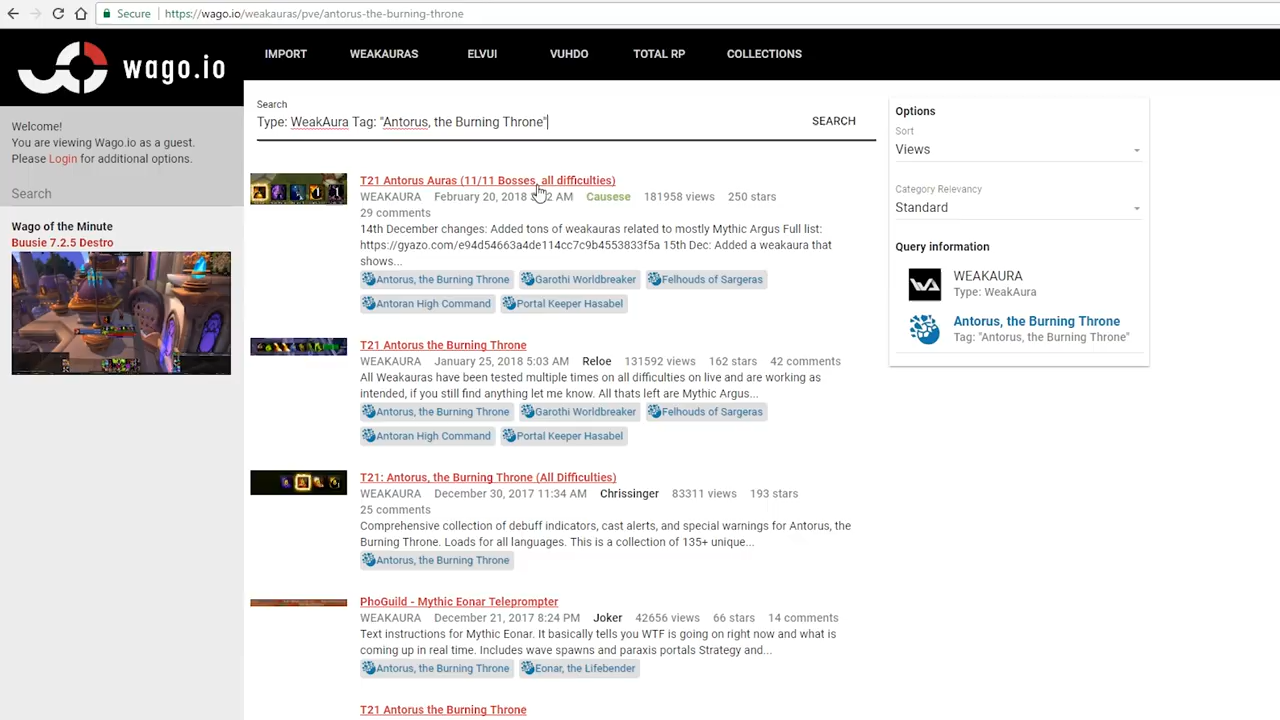 Secure https://wago.io/weakauras/pve/antorus-the-burning-throne
wago.io
IMPORT WEAKAURAS ELVUI VUHDO TOTAL RP COLLECTIONS
Welcome!
You are viewing Wago.io as a guest.
Please Login for additional options.
Search
Wago of the Minute
Buusie 7.2.5 Destro
Search
Type: WeakAura Tag: "Antorus, the Burning Throne"
SEARCH
T21 Antorus Auras (11/11 Bosses, all difficulties)
WEAKAURA February 20, 2018 AM Causese 181958 views 250 stars
29 comments
14th December changes: Added tons of weakauras related to mostly Mythic Argus Full list:
https://gyazo.com/e94d54663a4de114cc7c9b4553833f5a 15th Dec: Added a weakaura that
shows...
Antorus, the Burning Throne Garothi Worldbreaker Felhouds of Sargeras
Antoran High Command Portal Keeper Hasabel
T21 Antorus the Burning Throne
WEAKAURA January 25, 2018 5:03 AM Reloe 131592 views 162 stars 42 comments
All Weakauras have been tested multiple times on all difficulties on live and are working as
intended, if you still find anything let me know. All thats left are Mythic Argus...
Antorus, the Burning Throne Garothi Worldbreaker Felhouds of Sargeras
Antoran High Command Portal Keeper Hasabel
T21: Antorus, the Burning Throne (All Difficulties)
WEAKAURA December 30, 2017 11:34 AM Chrissinger 83311 views 193 stars
25 comments
Comprehensive collection of debuff indicators, cast alerts, and special warnings for Antorus, the
Burning Throne. Loads for all languages. This is a collection of 135+ unique...
Antorus, the Burning Throne
PhoGuild - Mythic Eonar Teleprompter
WEAKAURA December 21, 2017 8:24 PM Joker 42656 views 66 stars 14 comments
Text instructions for Mythic Eonar. It basically tells you WTF is going on right now and what is
coming up in real time. Includes wave spawns and paraxis portals Strategy and...
Antorus, the Burning Throne Eonar, the Lifebender
T21 Antorus the Burning Throne
Options
Sort
Views
Category Relevancy
Standard
Query information
WEAKAURA
Type: WeakAura
Antorus, the Burning Throne
Tag: "Antorus, the Burning Throne"